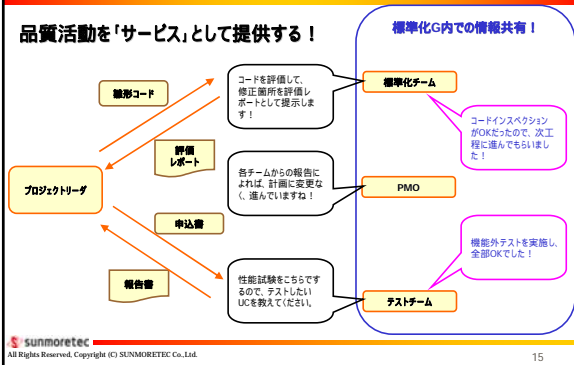 品質活動を「サービス」として提供する！
標準化G内での情報共有！
雛形コード
コードを評価して、
修正箇所を評価レ
ポートとして提示しま
す！
標準化チーム
コードインスペクション
がOKだったので、次工
程に進んでもらいまし
た！
評価
レポート
プロジェクトリーダ
各チームからの報告に
よれば、計画に変更な
く、進んでいますね！
PMO
申込書
機能外テストを実施し、
全部OKでした！
報告書
性能試験をこちらです
るので、テストしたい
UCを教えてください。
テストチーム
sunmoretec
All Rights Reserved, Copyright (C) SUNMORETEC Co.,Ltd.
15